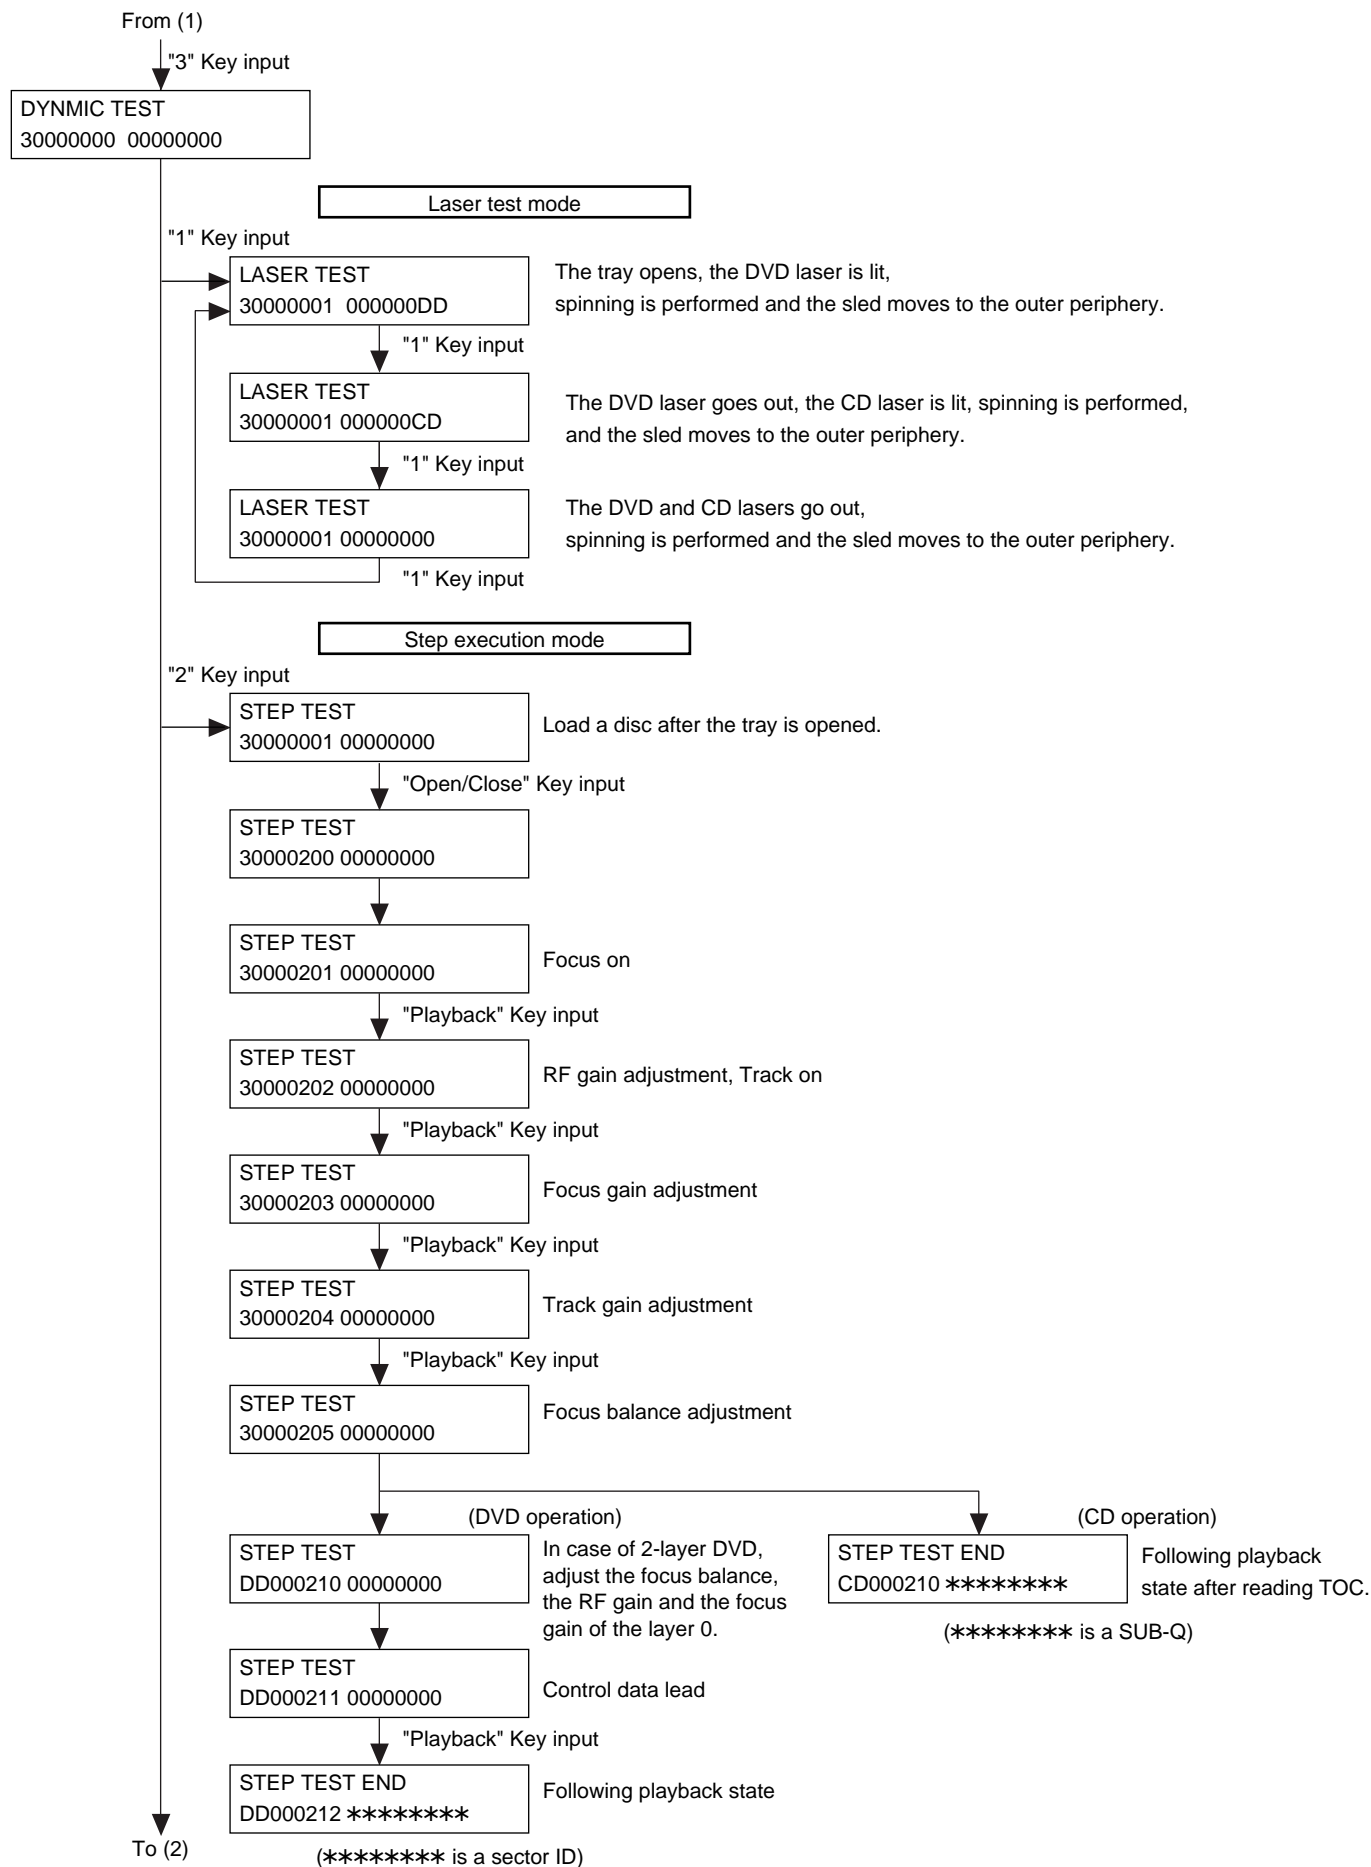 From (1)
"3" Key input
DYNMIC TEST
30000000  00000000
Laser test mode
"1" Key input
LASER TEST
30000001  000000DD
The tray opens, the DVD laser is lit,
spinning is performed and the sled moves to the outer periphery.
"1" Key input
LASER TEST
30000001 000000CD
The DVD laser goes out, the CD laser is lit, spinning is performed,
and the sled moves to the outer periphery.
"1" Key input
LASER TEST
30000001 00000000
The DVD and CD lasers go out,
spinning is performed and the sled moves to the outer periphery.
"1" Key input
Step execution mode
"2" Key input
STEP TEST
30000001 00000000
Load a disc after the tray is opened.
"Open/Close" Key input
STEP TEST
30000200 00000000
STEP TEST
30000201 00000000
Focus on
"Playback" Key input
STEP TEST
30000202 00000000
RF gain adjustment, Track on
"Playback" Key input
STEP TEST
30000203 00000000
Focus gain adjustment
"Playback" Key input
STEP TEST
30000204 00000000
Track gain adjustment
"Playback" Key input
STEP TEST
30000205 00000000
Focus balance adjustment
(DVD operation)
STEP TEST
DD000210 00000000
In case of 2-layer DVD,
adjust the focus balance,
the RF gain and the focus
gain of the layer 0.
(CD operation)
STEP TEST END
CD000210 ********
Following playback
state after reading TOC.
(******** is a SUB-Q)
STEP TEST
DD000211 00000000
Control data lead
"Playback" Key input
STEP TEST END
DD000212 ********
Following playback state
To (2)
(******** is a sector ID)